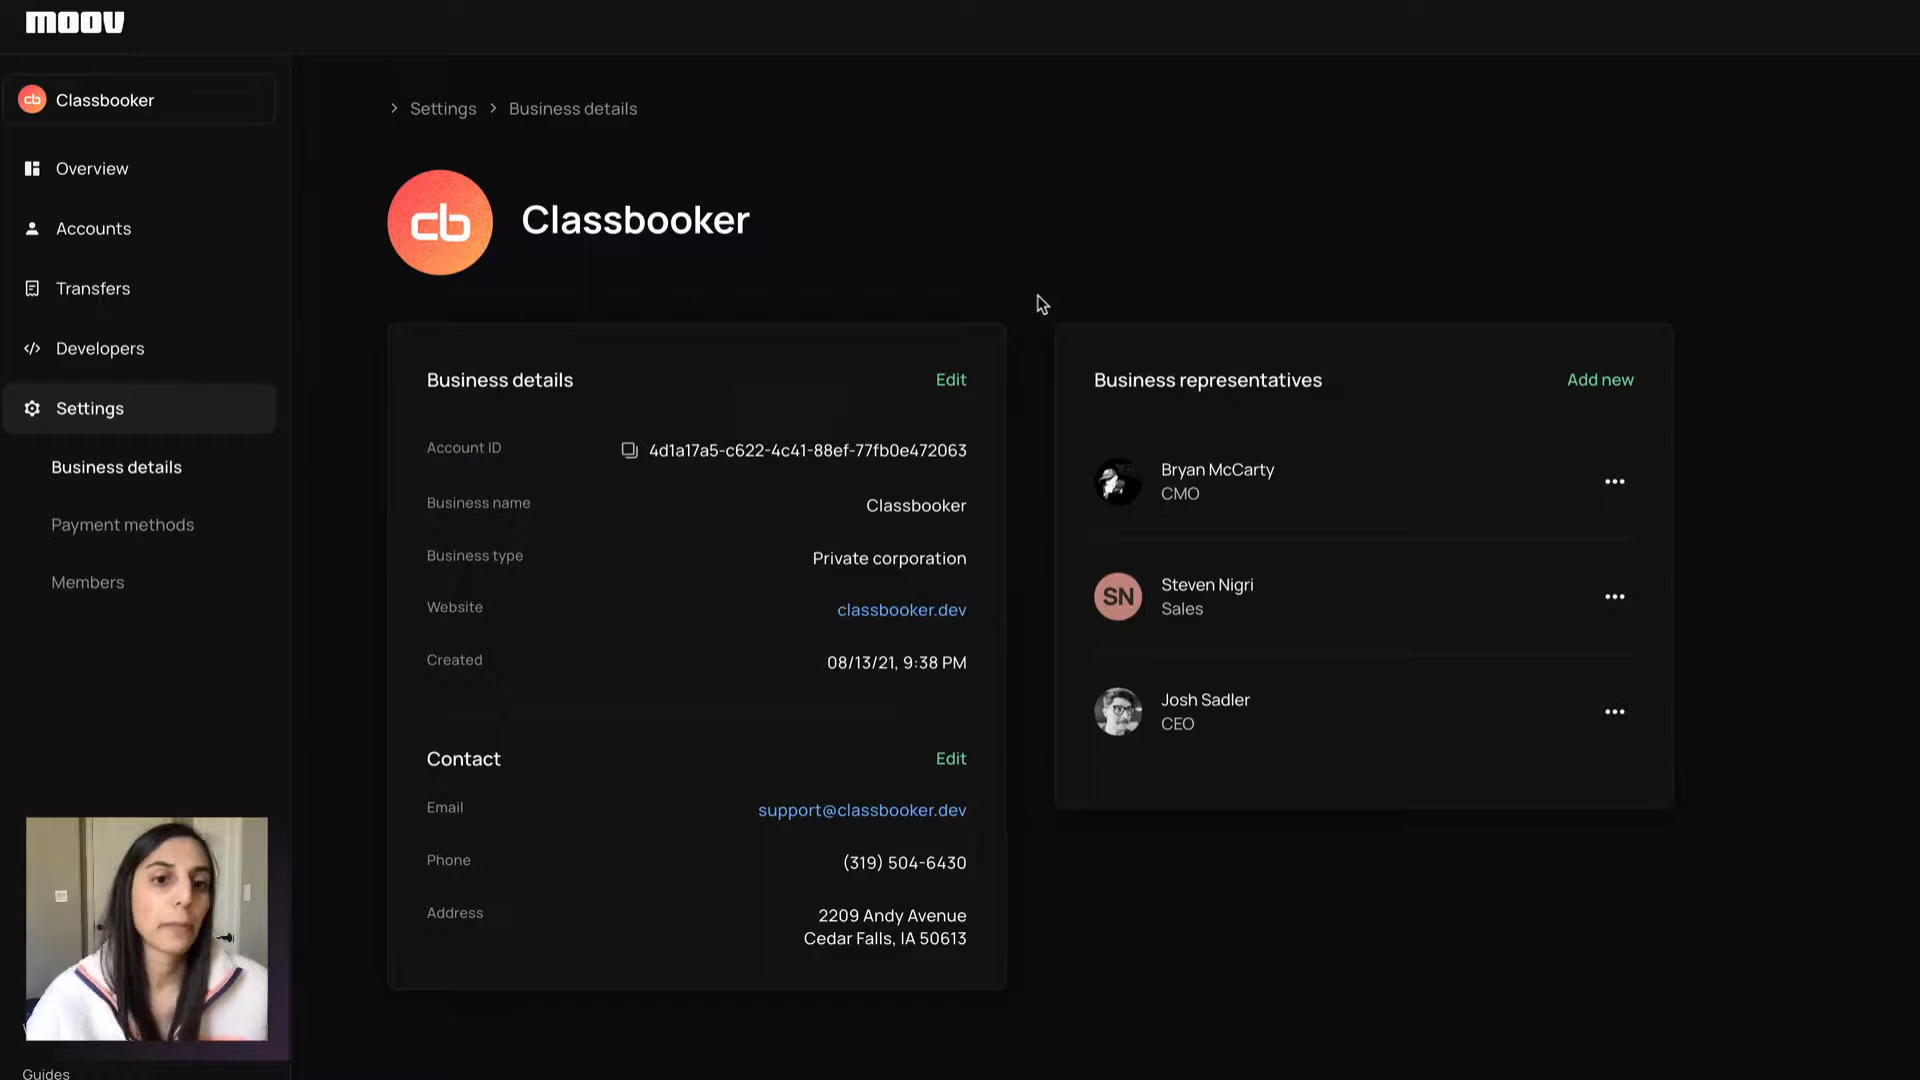 moov
cb Classbooker
Overview
Accounts
Transfers
Developers
Settings
Business details
Payment methods
Members
Guides
> Settings > Business details
cb Classbooker
Business details Edit
Account ID 4d1a17a5-c622-4c41-88ef-77fb0e472063
Business name Classbooker
Business type Private corporation
Website classbooker.dev
Created 08/13/21, 9:38 PM
Contact Edit
Email support@classbooker.dev
Phone (319) 504-6430
Address 2209 Andy Avenue
Cedar Falls, IA 50613
Business representatives Add new
Bryan McCarty
CMO
SN Steven Nigri
Sales
Josh Sadler
CEO